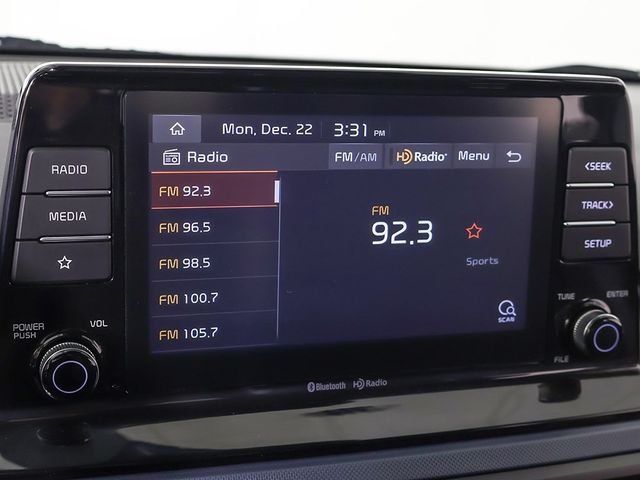 Mon, Dec. 22 3:31 PM
Radio FM/AM HD Radio Menu
FM 92.3
FM 96.5
FM 98.5
FM 100.7
FM 105.7
FM
92.3
Sports
SCAN
RADIO
MEDIA
POWER
PUSH
VOL
<SEEK
TRACK>
SETUP
TUNE
ENTER
FILE
Bluetooth HD Radio